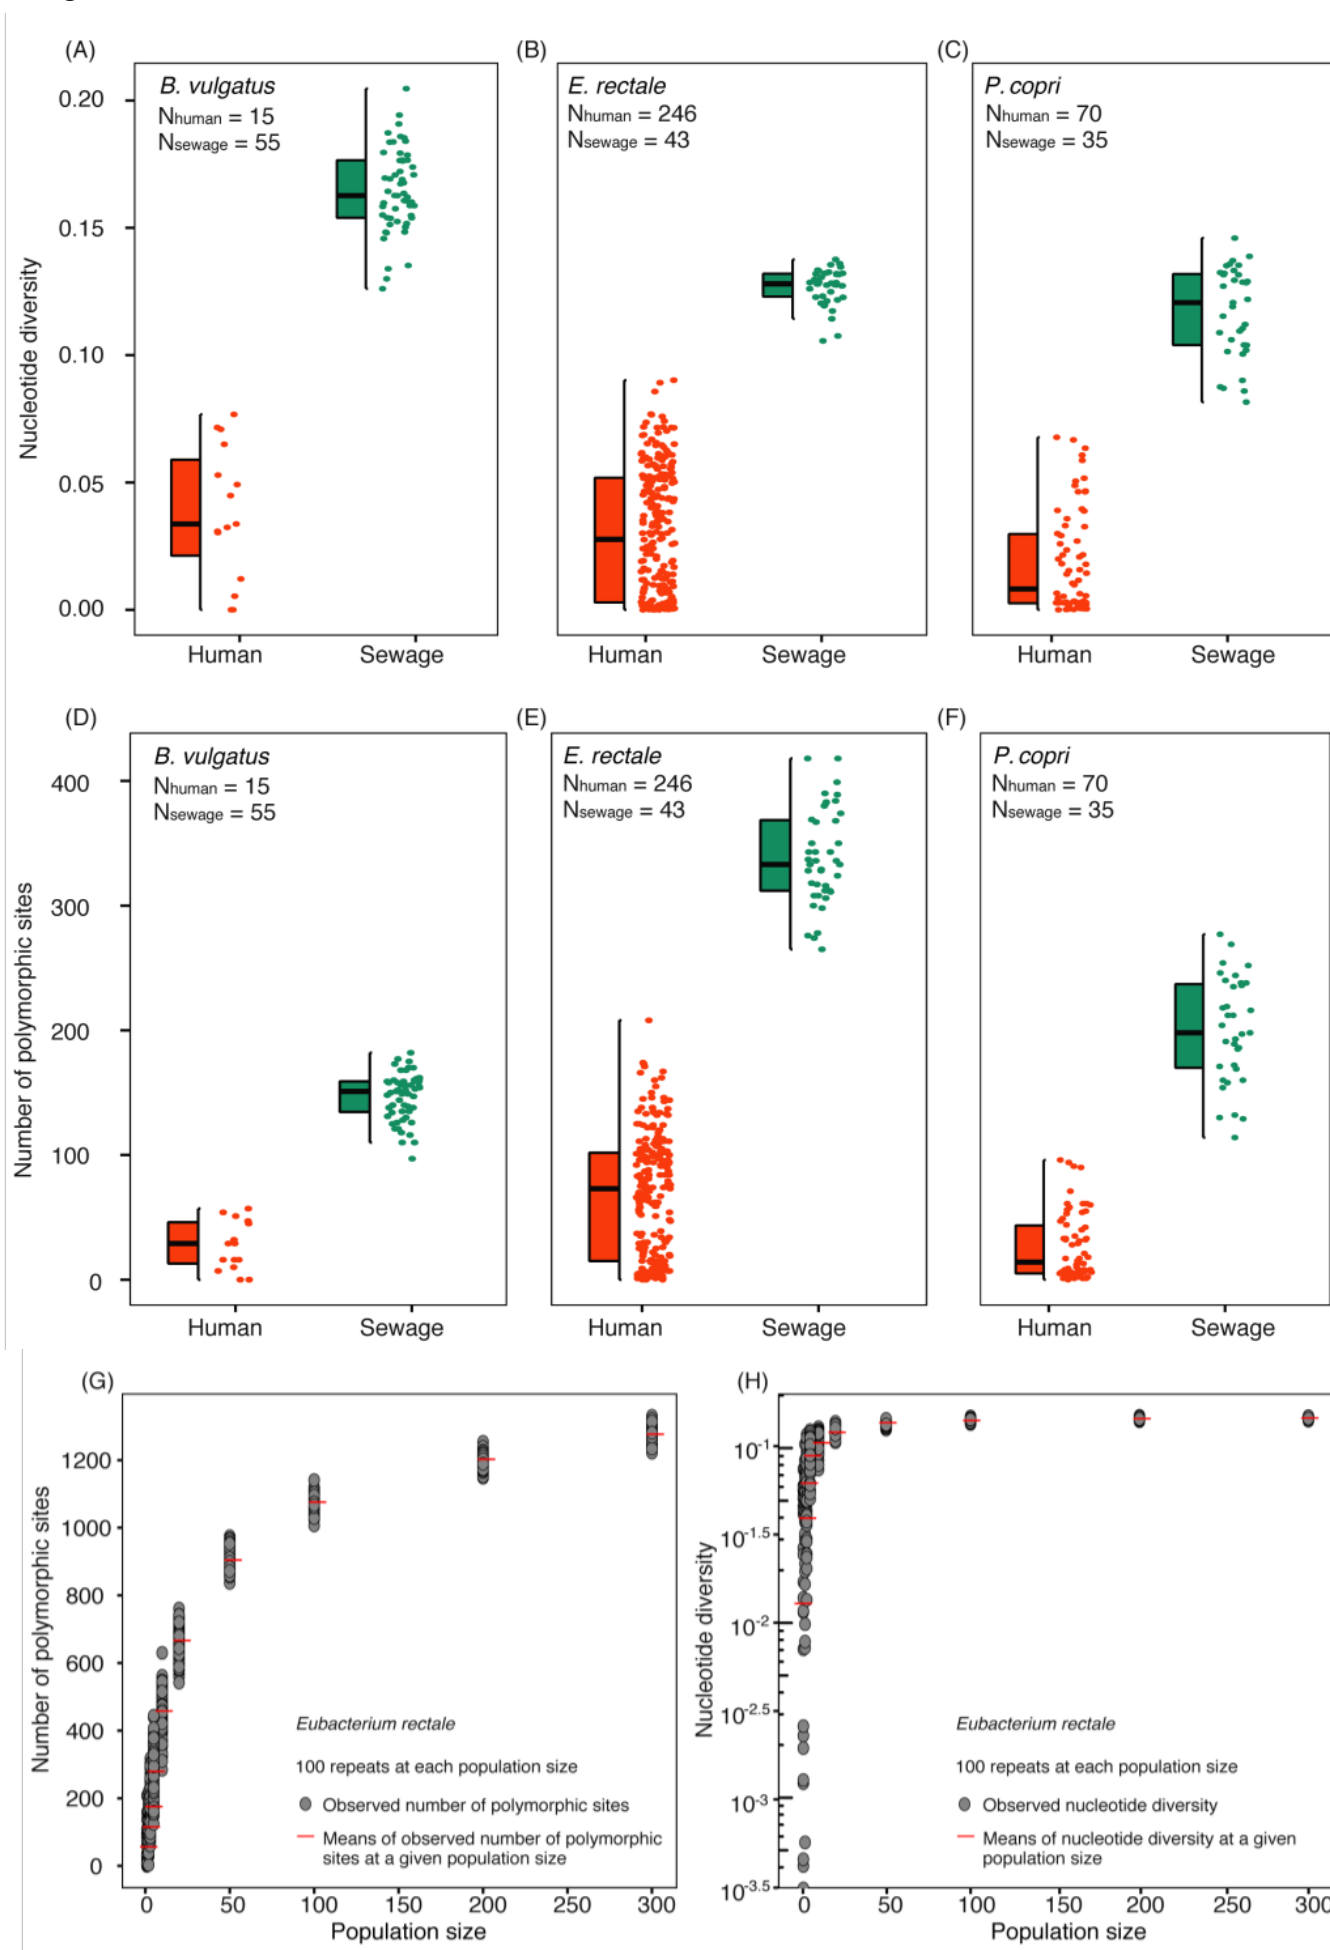 (A)
B. vulgatus
Nhuman = 15
Nsewage = 55
0.20
0.15
0.10
0.05
0.00
Nucleotide diversity
Human
Sewage
(B)
E. rectale
Nhuman = 246
Nsewage = 43
Human
Sewage
(C)
P. copri
Nhuman = 70
Nsewage = 35
Human
Sewage
(D)
B. vulgatus
Nhuman = 15
Nsewage = 55
400
300
200
100
0
Number of polymorphic sites
Human
Sewage
(E)
E. rectale
Nhuman = 246
Nsewage = 43
Human
Sewage
(F)
P. copri
Nhuman = 70
Nsewage = 35
Human
Sewage
(G)
1200
1000
800
600
400
200
0
Number of polymorphic sites
Eubacterium rectale
100 repeats at each population size
Observed number of polymorphic sites
Means of observed number of polymorphic
sites at a given population size
0 50 100 150 200 250 300
Population size
(H)
10-1
10-1.5
10-2
10-2.5
10-3
10-3.5
Nucleotide diversity
Eubacterium rectale
100 repeats at each population size
Observed nucleotide diversity
Means of nucleotide diversity at a given
population size
0 50 100 150 200 250 300
Population size